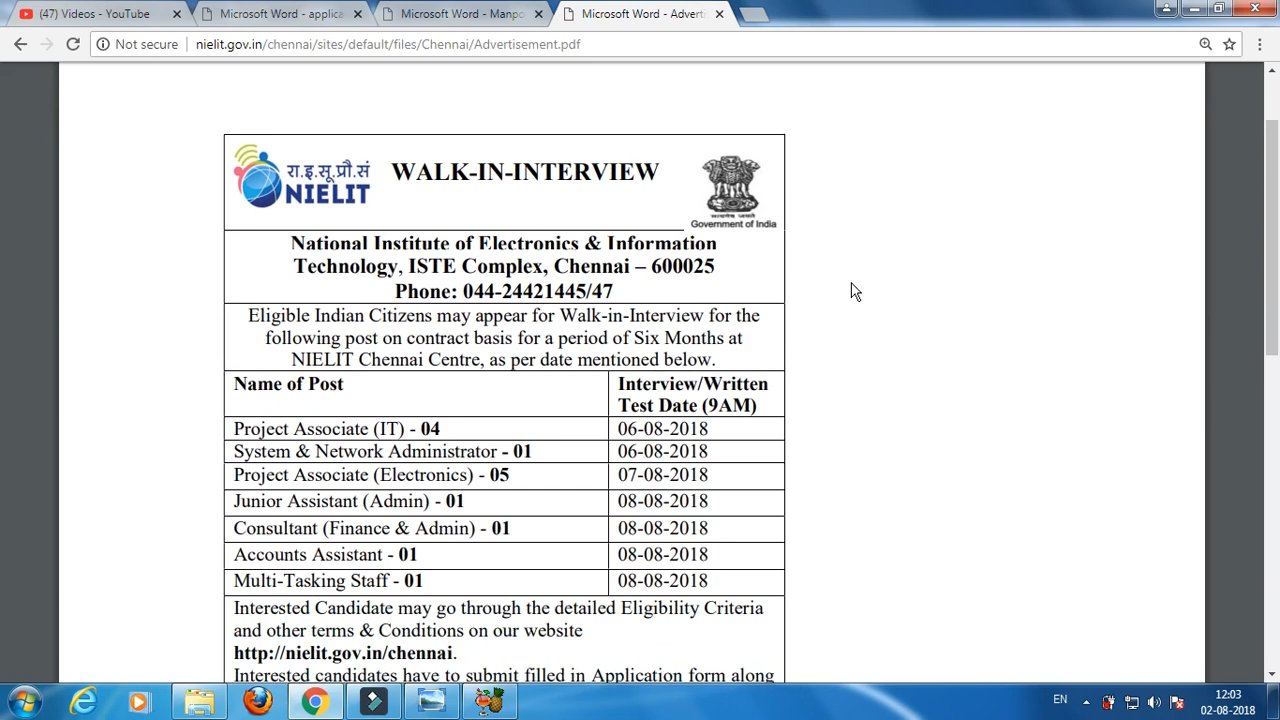 (47) Videos - YouTube
Microsoft Word - applica
Microsoft Word - Manpo
Microsoft Word - Advert
Not secure
nielit.gov.in/chennai/sites/default/files/Chennai/Advertisement.pdf
रा.इ.सू.प्रौ.सं
NIELIT
WALK-IN-INTERVIEW
सत्यमेव जयते
Government of India
National Institute of Electronics & Information
Technology, ISTE Complex, Chennai – 600025
Phone: 044-24421445/47
Eligible Indian Citizens may appear for Walk-in-Interview for the
following post on contract basis for a period of Six Months at
NIELIT Chennai Centre, as per date mentioned below.
Name of Post
Interview/Written
Test Date (9AM)
Project Associate (IT) - 04 06-08-2018
System & Network Administrator - 01 06-08-2018
Project Associate (Electronics) - 05 07-08-2018
Junior Assistant (Admin) - 01 08-08-2018
Consultant (Finance & Admin) - 01 08-08-2018
Accounts Assistant - 01 08-08-2018
Multi-Tasking Staff - 01 08-08-2018
Interested Candidate may go through the detailed Eligibility Criteria
and other terms & Conditions on our website
http://nielit.gov.in/chennai.
Interested candidates have to submit filled in Application form along
EN
12:03
02-08-2018